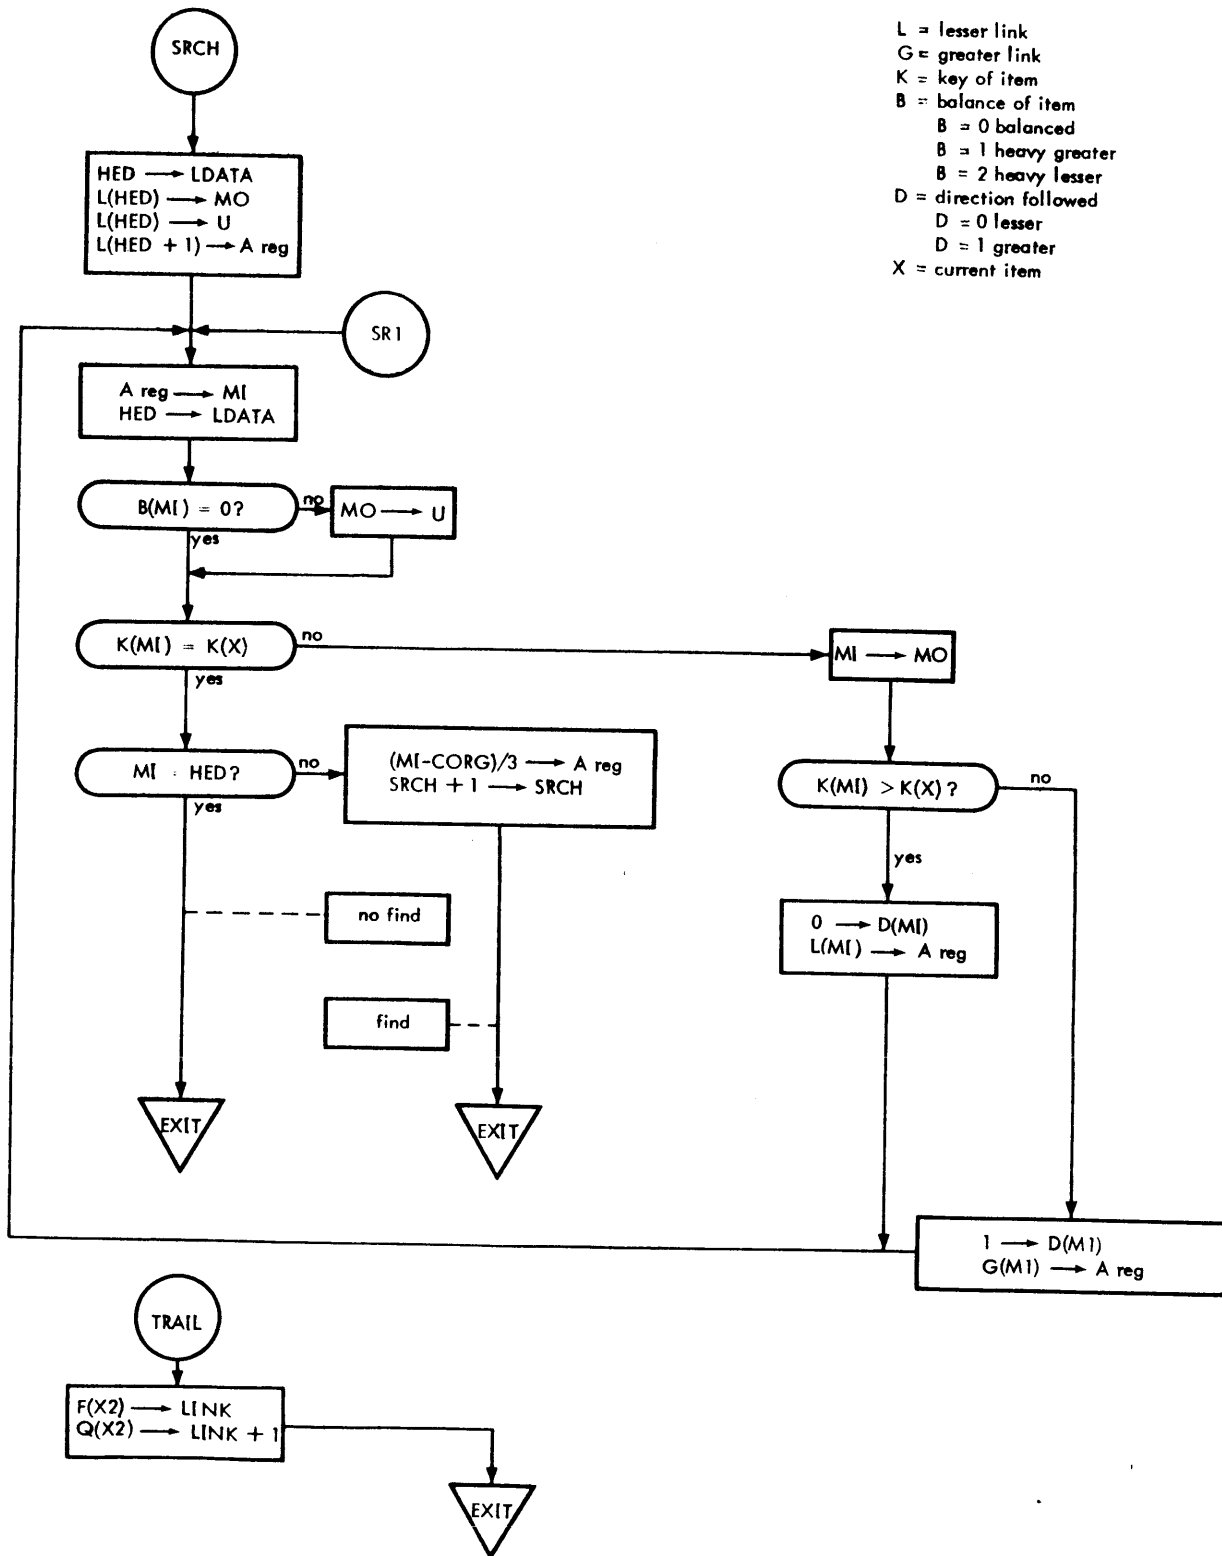 SRCH
L = lesser link
G = greater link
K = key of item
B = balance of item
B = 0 balanced
B = 1 heavy greater
B = 2 heavy lesser
D = direction followed
D = 0 lesser
D = 1 greater
X = current item
HED → LDATA
L(HED) → MO
L(HED) → U
L(HED + 1) → A reg
SR1
A reg → MI
HED → LDATA
B(MI) = 0?
no
MO → U
yes
K(MI) = K(X)
no
MI → MO
yes
MI = HED?
no
(MI-CORG)/3 → A reg
SRCH + 1 → SRCH
K(MI) > K(X)?
no
yes
yes
no find
0 → D(MI)
L(MI) → A reg
find
EXIT
EXIT
1 → D(M1)
G(M1) → A reg
TRAIL
F(X2) → LINK
Q(X2) → LINK + 1
EXIT